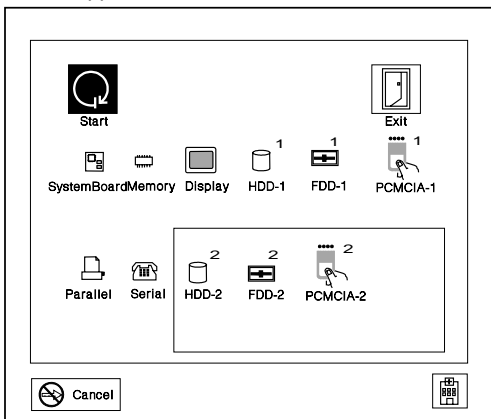 Start
Exit
1 1 1
SystemBoard Memory Display HDD-1 FDD-1 PCMCIA-1
2 2 2
Parallel Serial HDD-2 FDD-2 PCMCIA-2
Cancel